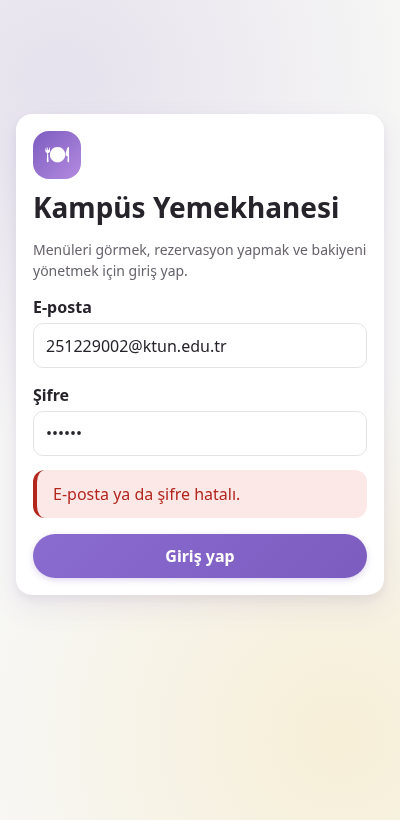 Kampüs Yemekhanesi
Menüleri görmek, rezervasyon yapmak ve bakiyeni
yönetmek için giriş yap.
E-posta
251229002@ktun.edu.tr
Şifre
••••••
E-posta ya da şifre hatalı.
Giriş yap